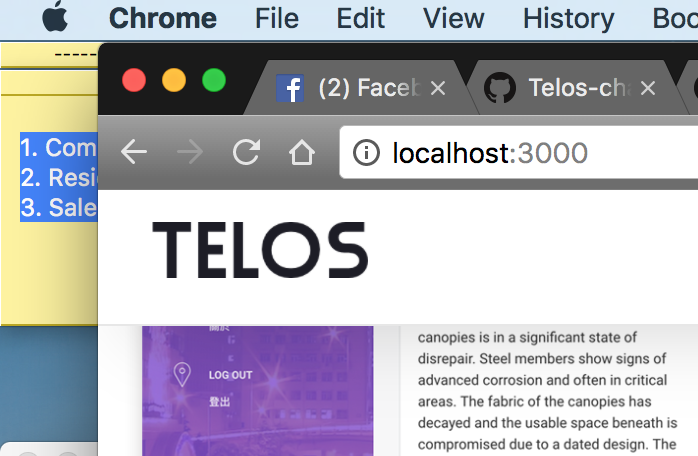 Chrome File Edit View History Boo
-----
1. Com
2. Resi
3. Sale
(2) Faceb
Telos-cha
localhost:3000
TELOS
LOG OUT
登出
canopies is in a significant state of
disrepair. Steel members show signs of
advanced corrosion and often in critical
areas. The fabric of the canopies has
decayed and the usable space beneath is
compromised due to a dated design. The